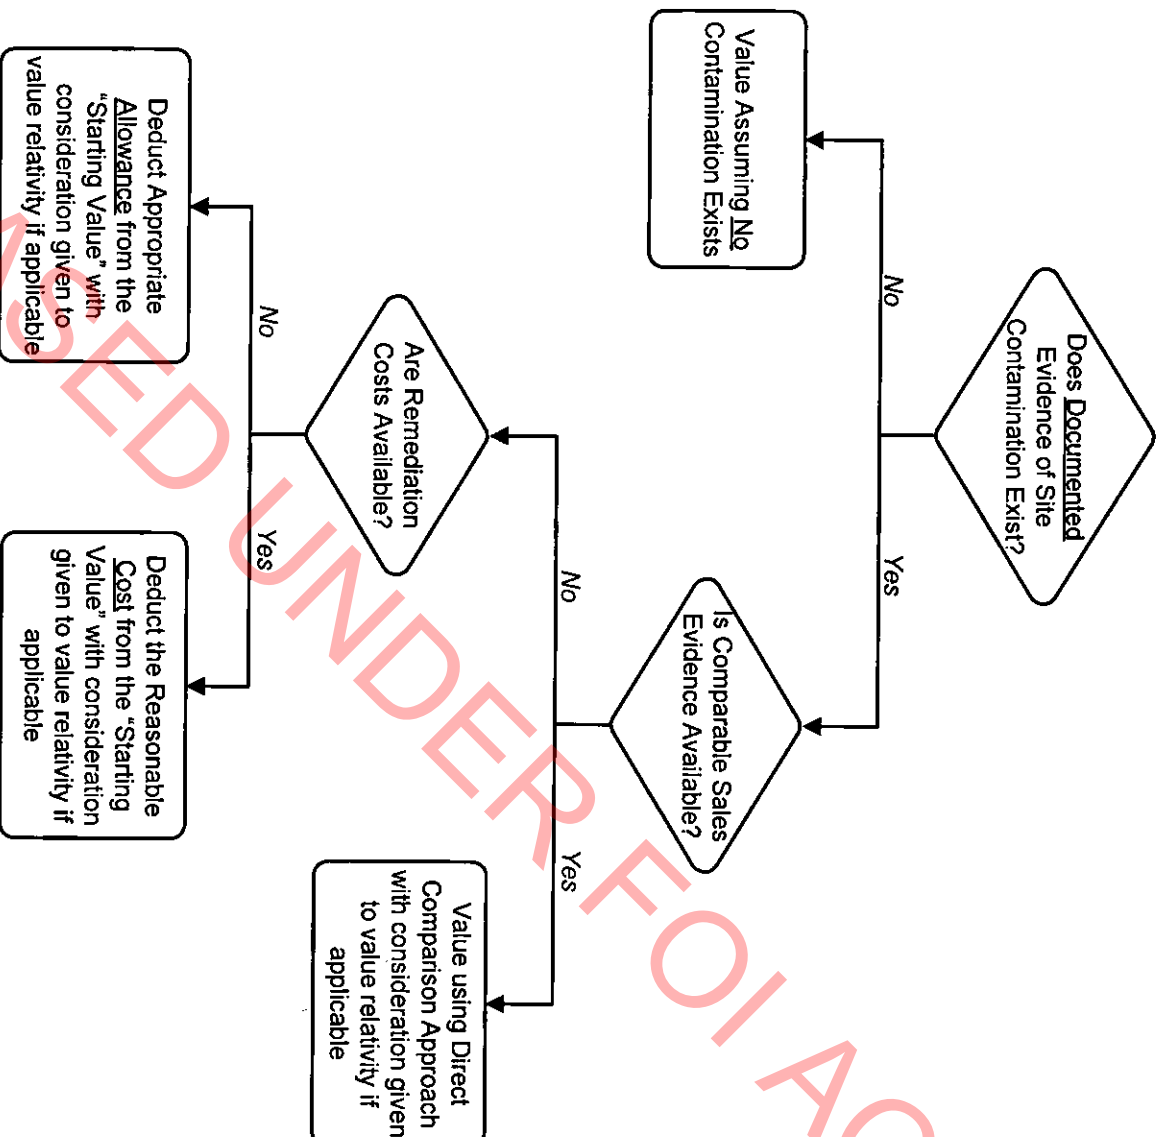 Does Documented
Evidence of Site
Contamination Exist?
No
Yes
Value Assuming No
Contamination Exists
Is Comparable Sales
Evidence Available?
No
Yes
Are Remediation
Costs Available?
Value using Direct
Comparison Approach
with consideration given
to value relativity if
applicable
No
Yes
Deduct Appropriate
Allowance from the
"Starting Value" with
consideration given to
value relativity if applicable
Deduct the Reasonable
Cost from the "Starting
Value" with consideration
given to value relativity if
applicable
ASED UNDER FOI AC